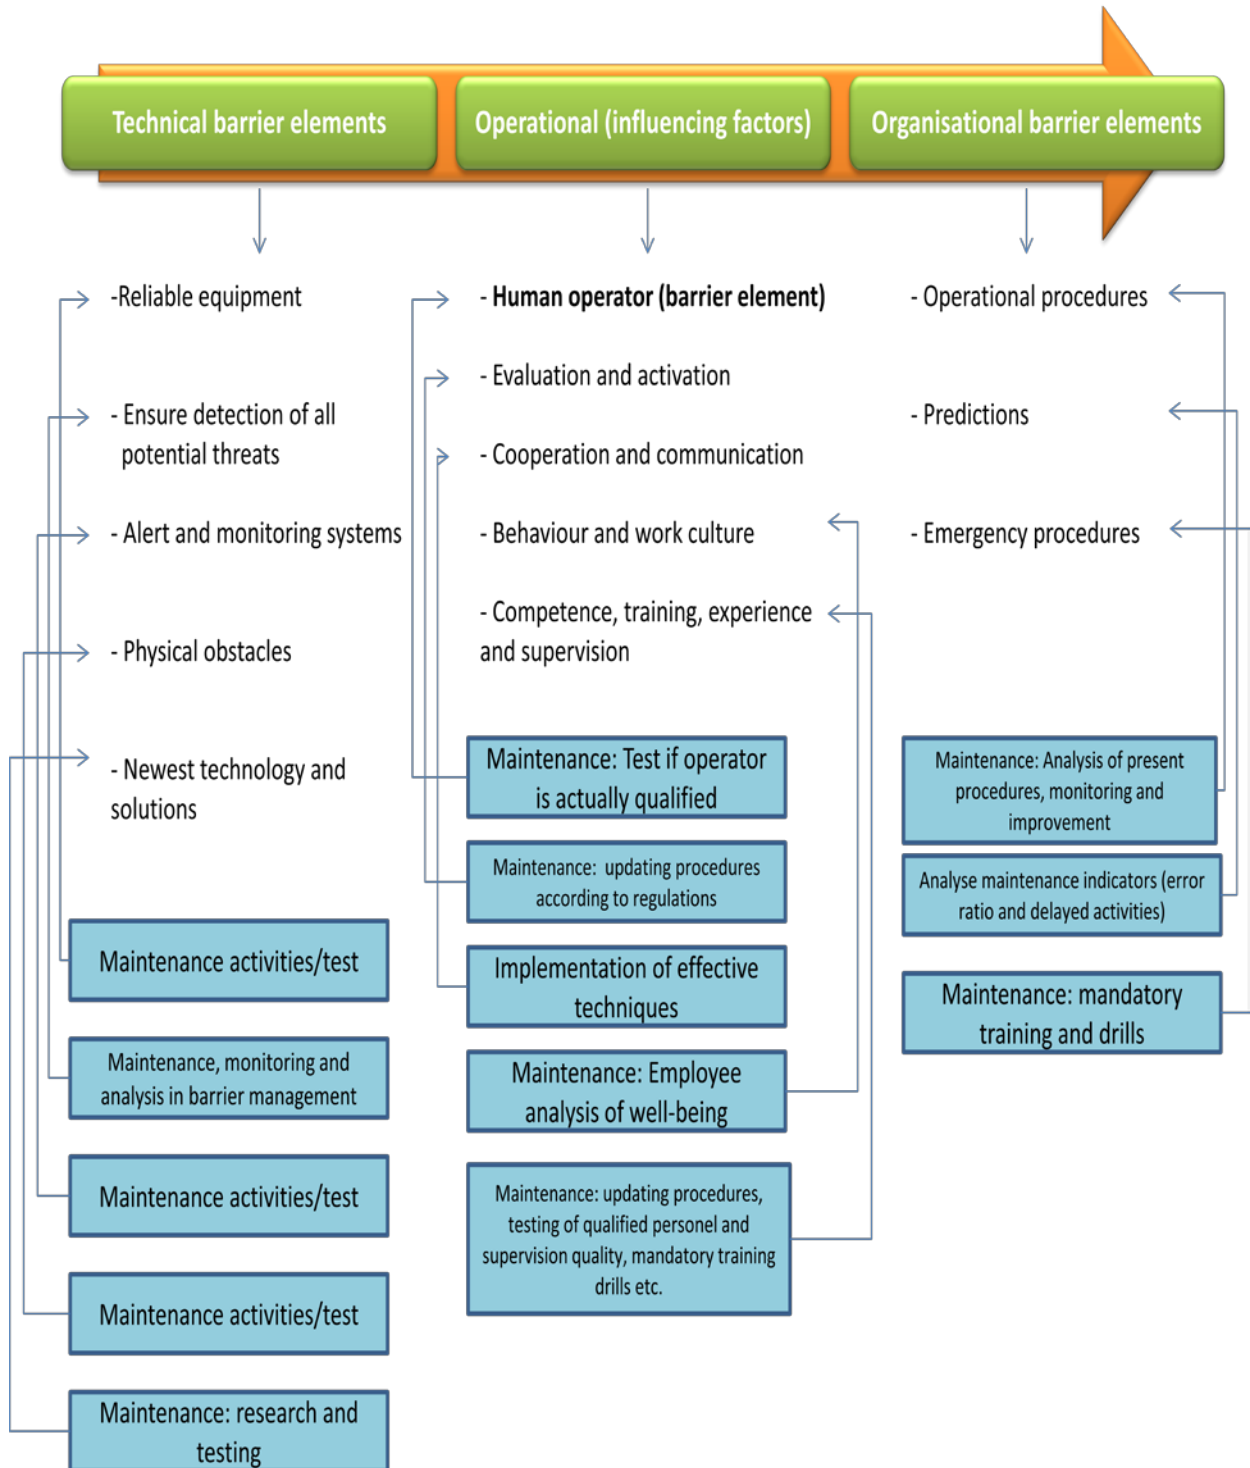 Technical barrier elements
Operational (influencing factors)
Organisational barrier elements
-Reliable equipment
- Ensure detection of all
potential threats
- Alert and monitoring systems
- Physical obstacles
- Newest technology and
solutions
Maintenance activities/test
Maintenance, monitoring and
analysis in barrier management
Maintenance activities/test
Maintenance activities/test
Maintenance: research and
testing
- Human operator (barrier element)
- Evaluation and activation
- Cooperation and communication
- Behaviour and work culture
- Competence, training, experience
and supervision
Maintenance: Test if operator
is actually qualified
Maintenance: updating procedures
according to regulations
Implementation of effective
techniques
Maintenance: Employee
analysis of well-being
Maintenance: updating procedures,
testing of qualified personel and
supervision quality, mandatory training
drills etc.
- Operational procedures
- Predictions
- Emergency procedures
Maintenance: Analysis of present
procedures, monitoring and
improvement
Analyse maintenance indicators (error
ratio and delayed activities)
Maintenance: mandatory
training and drills